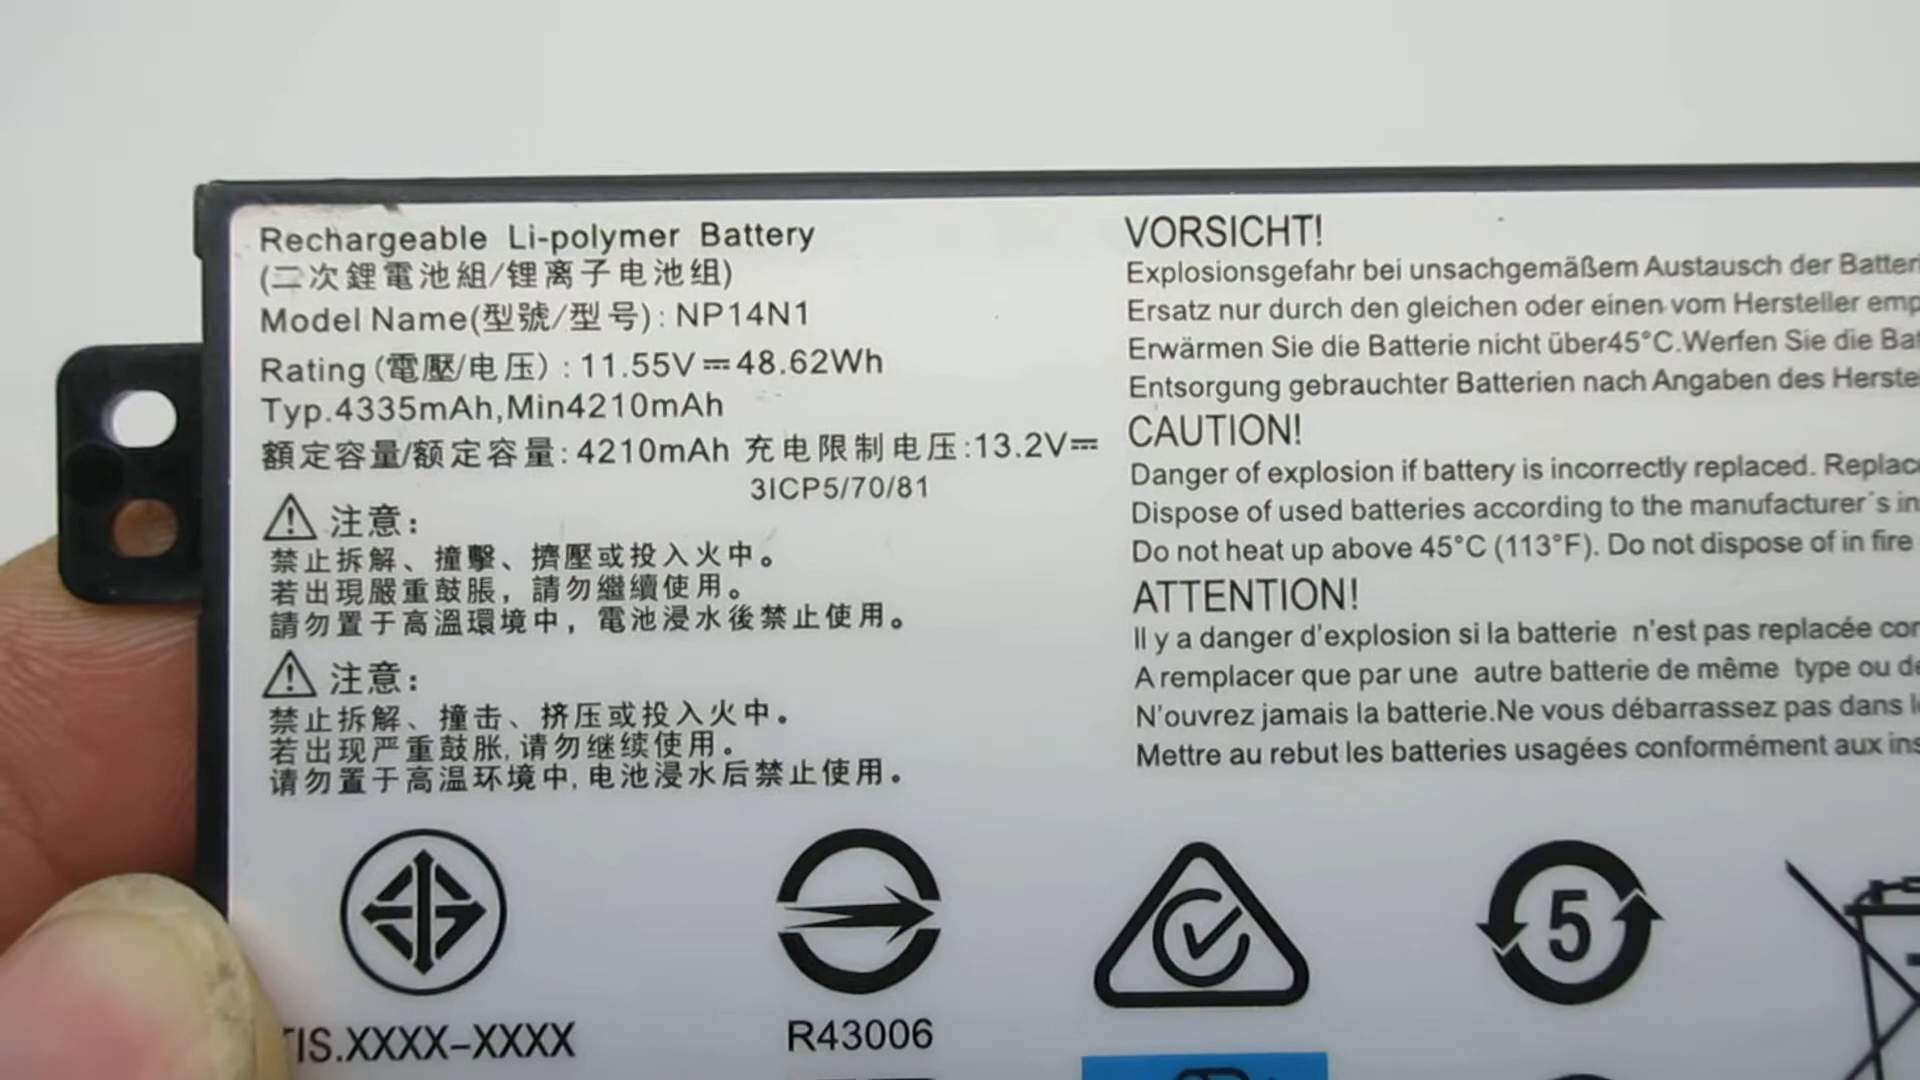 Rechargeable Li-polymer Battery
(二次鋰電池組/锂离子电池组)
Model Name(型號/型号): NP14N1
Rating (電壓/电压) : 11.55V⎓48.62Wh
Typ.4335mAh,Min4210mAh
額定容量/额定容量: 4210mAh 充电限制电压:13.2V⎓
3ICP5/70/81
注意:
禁止拆解、撞擊、擠壓或投入火中。
若出現嚴重鼓脹，請勿繼續使用。
請勿置于高溫環境中，電池浸水後禁止使用。
注意:
禁止拆解、撞击、挤压或投入火中。
若出现严重鼓胀,请勿继续使用。
请勿置于高温环境中,电池浸水后禁止使用。
VORSICHT!
Explosionsgefahr bei unsachgemäßem Austausch der Batteri
Ersatz nur durch den gleichen oder einen vom Hersteller emp
Erwärmen Sie die Batterie nicht über45°C.Werfen Sie die Bat
Entsorgung gebrauchter Batterien nach Angaben des Herste
CAUTION!
Danger of explosion if battery is incorrectly replaced. Replac
Dispose of used batteries according to the manufacturer´s in
Do not heat up above 45°C (113°F). Do not dispose of in fire
ATTENTION!
Il y a danger d'explosion si la batterie n'est pas replacée cor
A remplacer que par une autre batterie de même type ou de
N'ouvrez jamais la batterie.Ne vous débarrassez pas dans l
Mettre au rebut les batteries usagées conformément aux ins
5
TIS.XXXX-XXXX
R43006